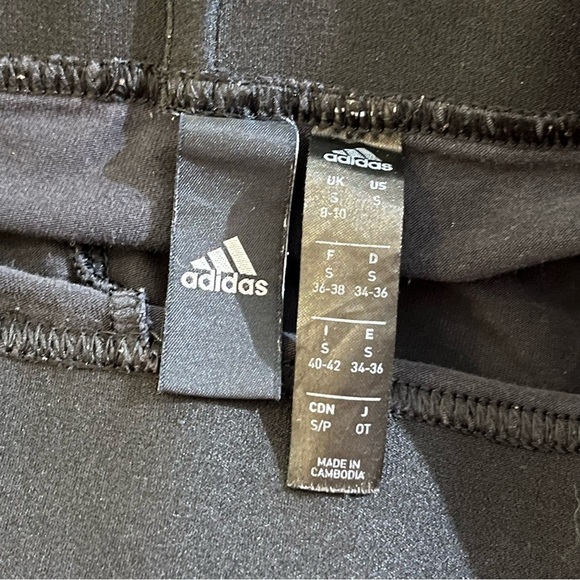 adidas
adidas
UK US
S S
8-10
F D
S S
36-38 34-36
I E
S S
40-42 34-36
CDN J
S/P OT
MADE IN
CAMBODIA